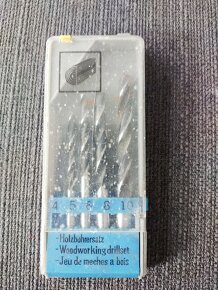 4 5 6 8 10
- Holzbohrersatz
- Woodworking drillset
- Jeu de meches a bois